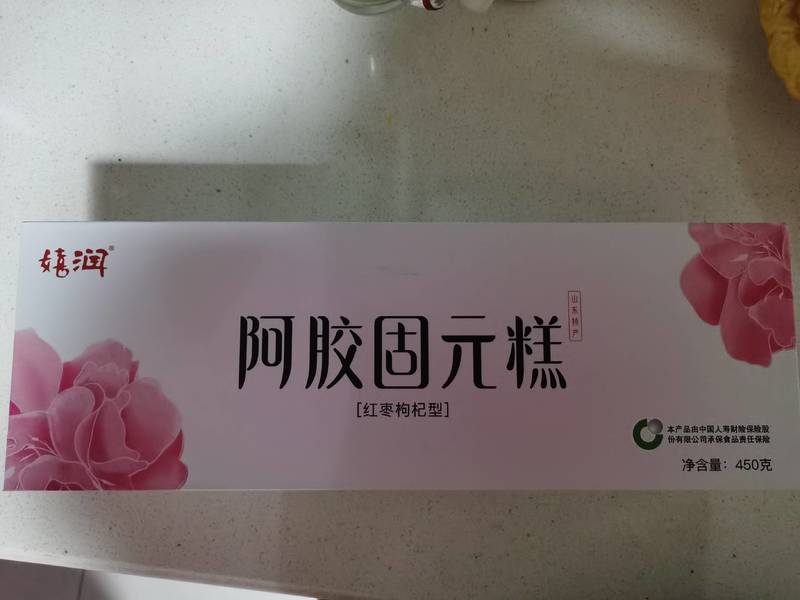 嬉润®
阿胶固元糕
山东特产
[红枣枸杞型]
本产品由中国人寿财险保险股
份有限公司承保食品责任保险
净含量：450克